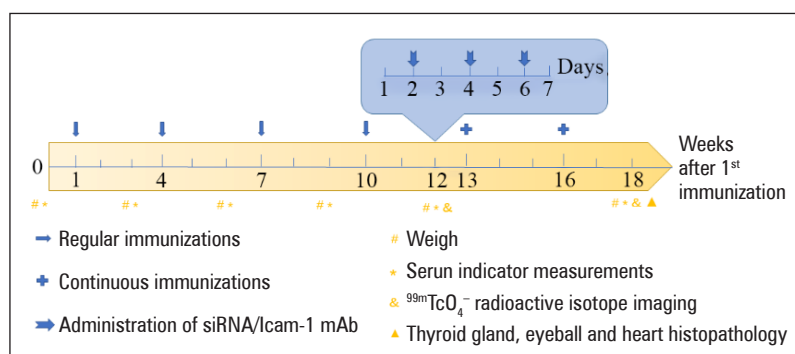 Days
1 2 3 4 5 6 7
0
1 4 7 10 12 13 16 18
Weeks
after 1st
immunization
#* #* #* #* #*& #*&▲
Regular immunizations
Continuous immunizations
Administration of siRNA/Icam-1 mAb
# Weigh
* Serun indicator measurements
& 99mTcO4− radioactive isotope imaging
▲ Thyroid gland, eyeball and heart histopathology